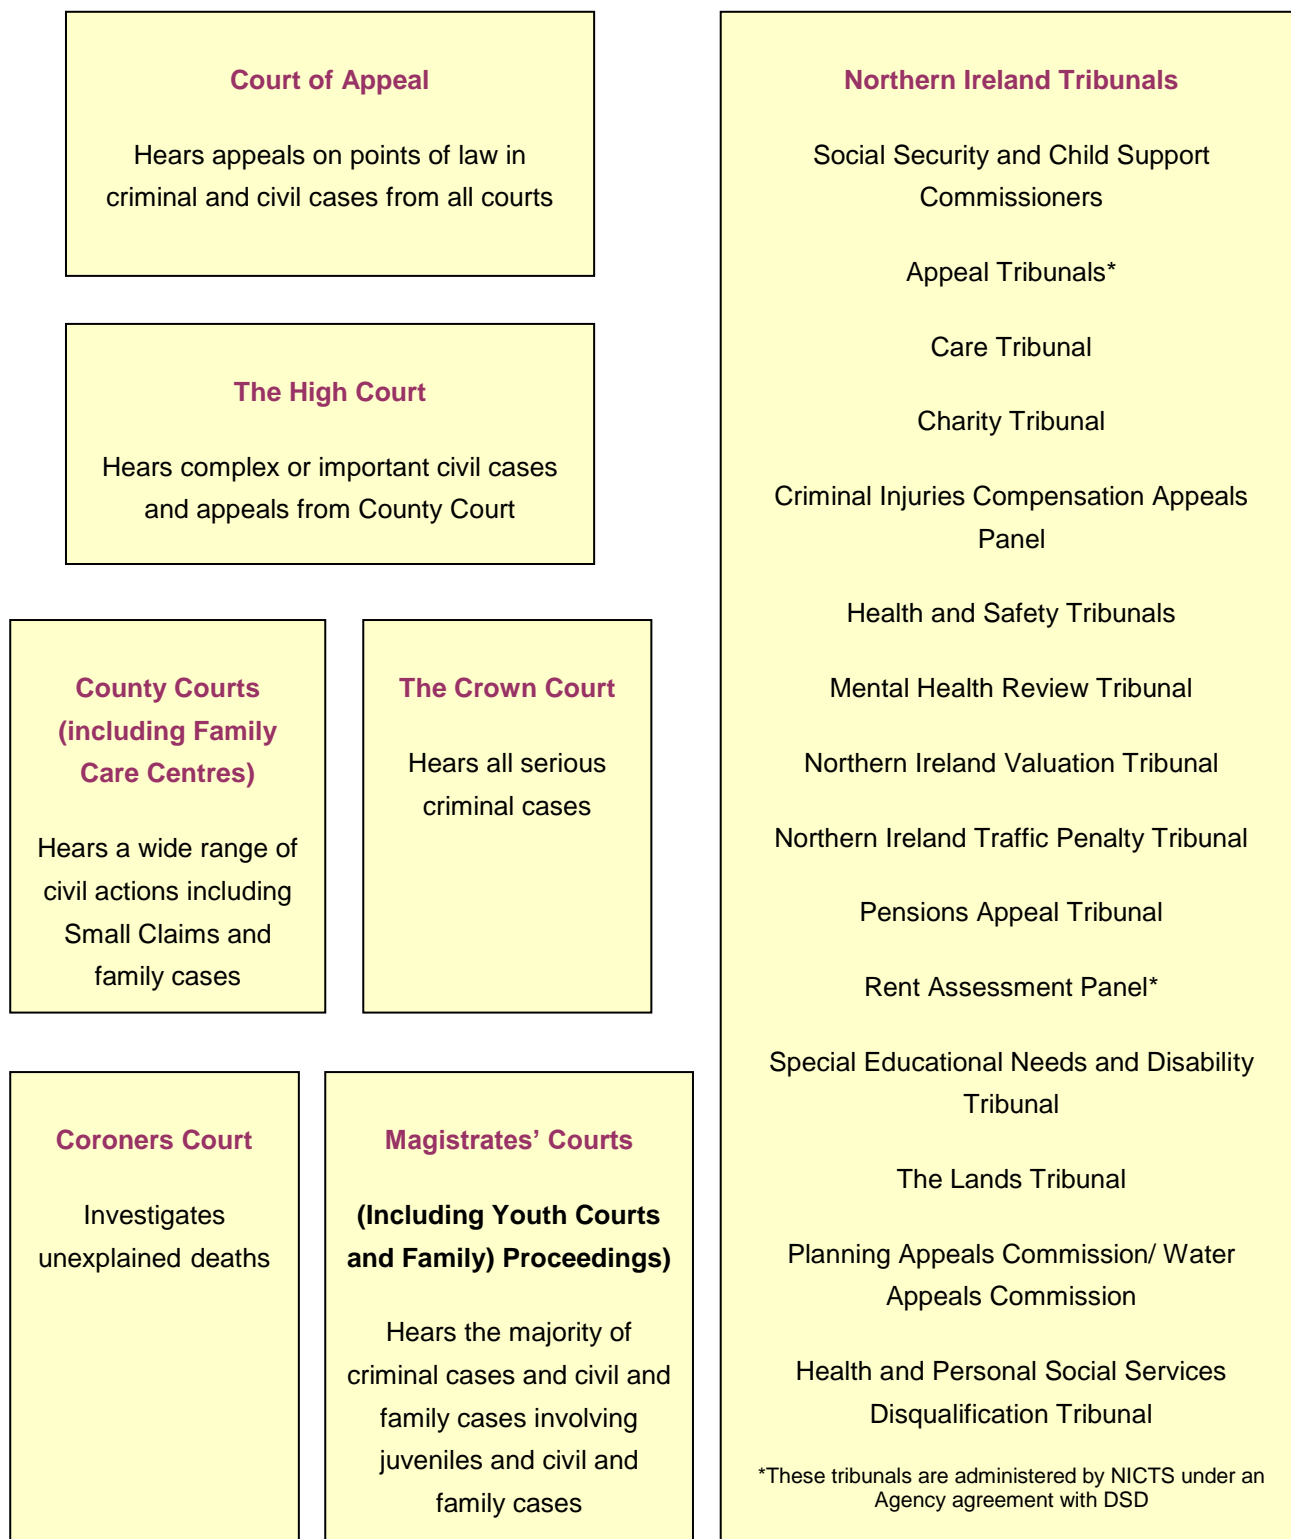 Court of Appeal
Hears appeals on points of law in
criminal and civil cases from all courts
The High Court
Hears complex or important civil cases
and appeals from County Court
County Courts
(including Family
Care Centres)
Hears a wide range of
civil actions including
Small Claims and
family cases
The Crown Court
Hears all serious
criminal cases
Coroners Court
Investigates
unexplained deaths
Magistrates’ Courts
(Including Youth Courts
and Family) Proceedings)
Hears the majority of
criminal cases and civil and
family cases involving
juveniles and civil and
family cases
Northern Ireland Tribunals
Social Security and Child Support
Commissioners
Appeal Tribunals*
Care Tribunal
Charity Tribunal
Criminal Injuries Compensation Appeals
Panel
Health and Safety Tribunals
Mental Health Review Tribunal
Northern Ireland Valuation Tribunal
Northern Ireland Traffic Penalty Tribunal
Pensions Appeal Tribunal
Rent Assessment Panel*
Special Educational Needs and Disability
Tribunal
The Lands Tribunal
Planning Appeals Commission/ Water
Appeals Commission
Health and Personal Social Services
Disqualification Tribunal
*These tribunals are administered by NICTS under an
Agency agreement with DSD